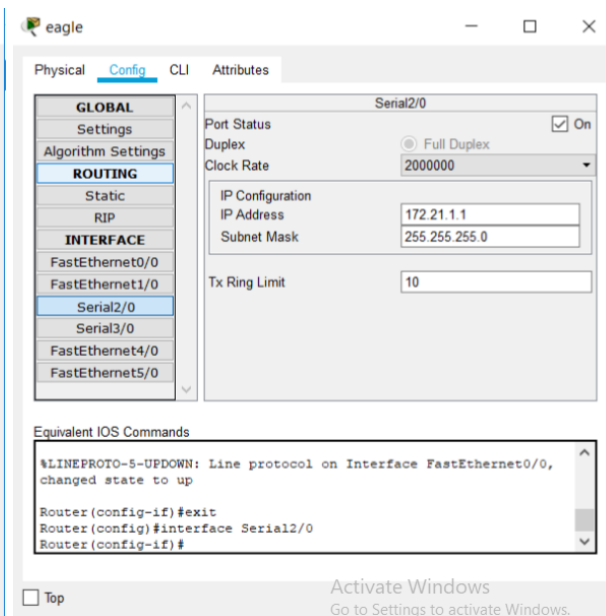 eagle
Physical Config CLI Attributes
GLOBAL
Settings
Algorithm Settings
ROUTING
Static
RIP
INTERFACE
FastEthernet0/0
FastEthernet1/0
Serial2/0
Serial3/0
FastEthernet4/0
FastEthernet5/0
Serial2/0
Port Status On
Duplex Full Duplex
Clock Rate 2000000
IP Configuration
IP Address 172.21.1.1
Subnet Mask 255.255.255.0
Tx Ring Limit 10
Equivalent IOS Commands
%LINEPROTO-5-UPDOWN: Line protocol on Interface FastEthernet0/0,
changed state to up
Router(config-if)#exit
Router(config)#interface Serial2/0
Router(config-if)#
Top
Activate Windows
Go to Settings to activate Windows.